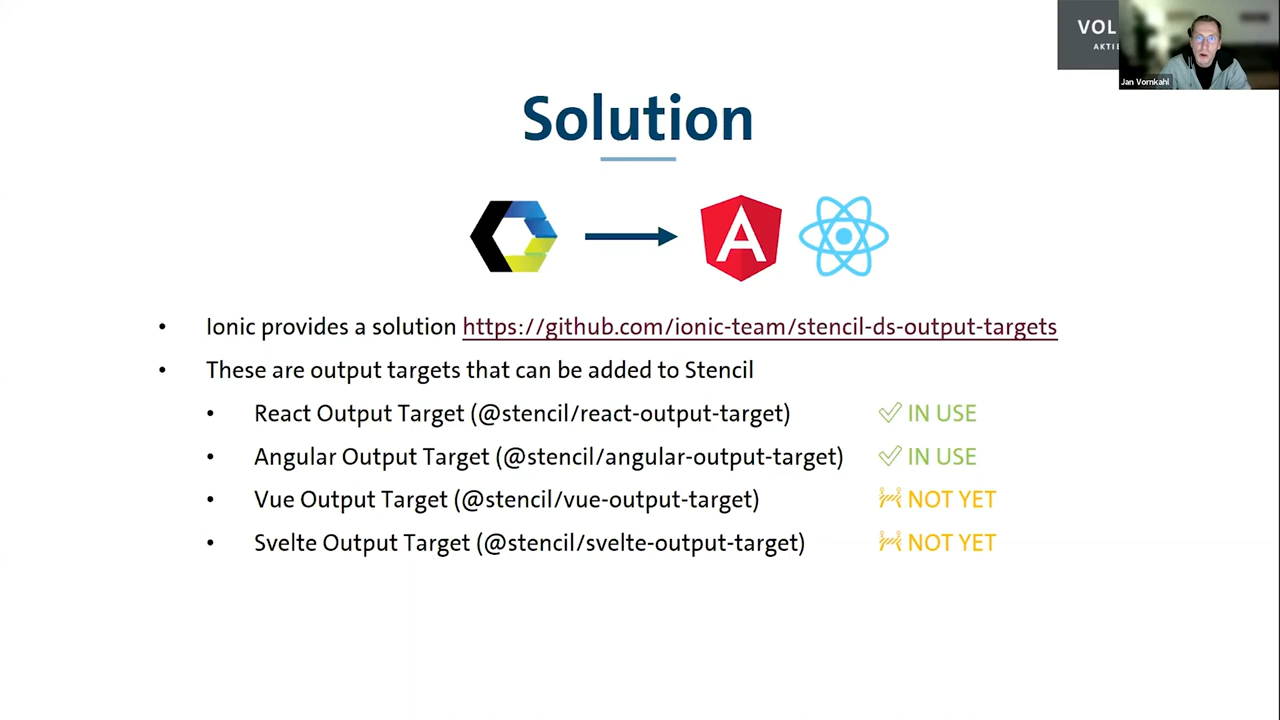 VOL
AKTIE
Jan Vornkahl
Solution
• Ionic provides a solution https://github.com/ionic-team/stencil-ds-output-targets
• These are output targets that can be added to Stencil
• React Output Target (@stencil/react-output-target) ✓ IN USE
• Angular Output Target (@stencil/angular-output-target) ✓ IN USE
• Vue Output Target (@stencil/vue-output-target) NOT YET
• Svelte Output Target (@stencil/svelte-output-target) NOT YET